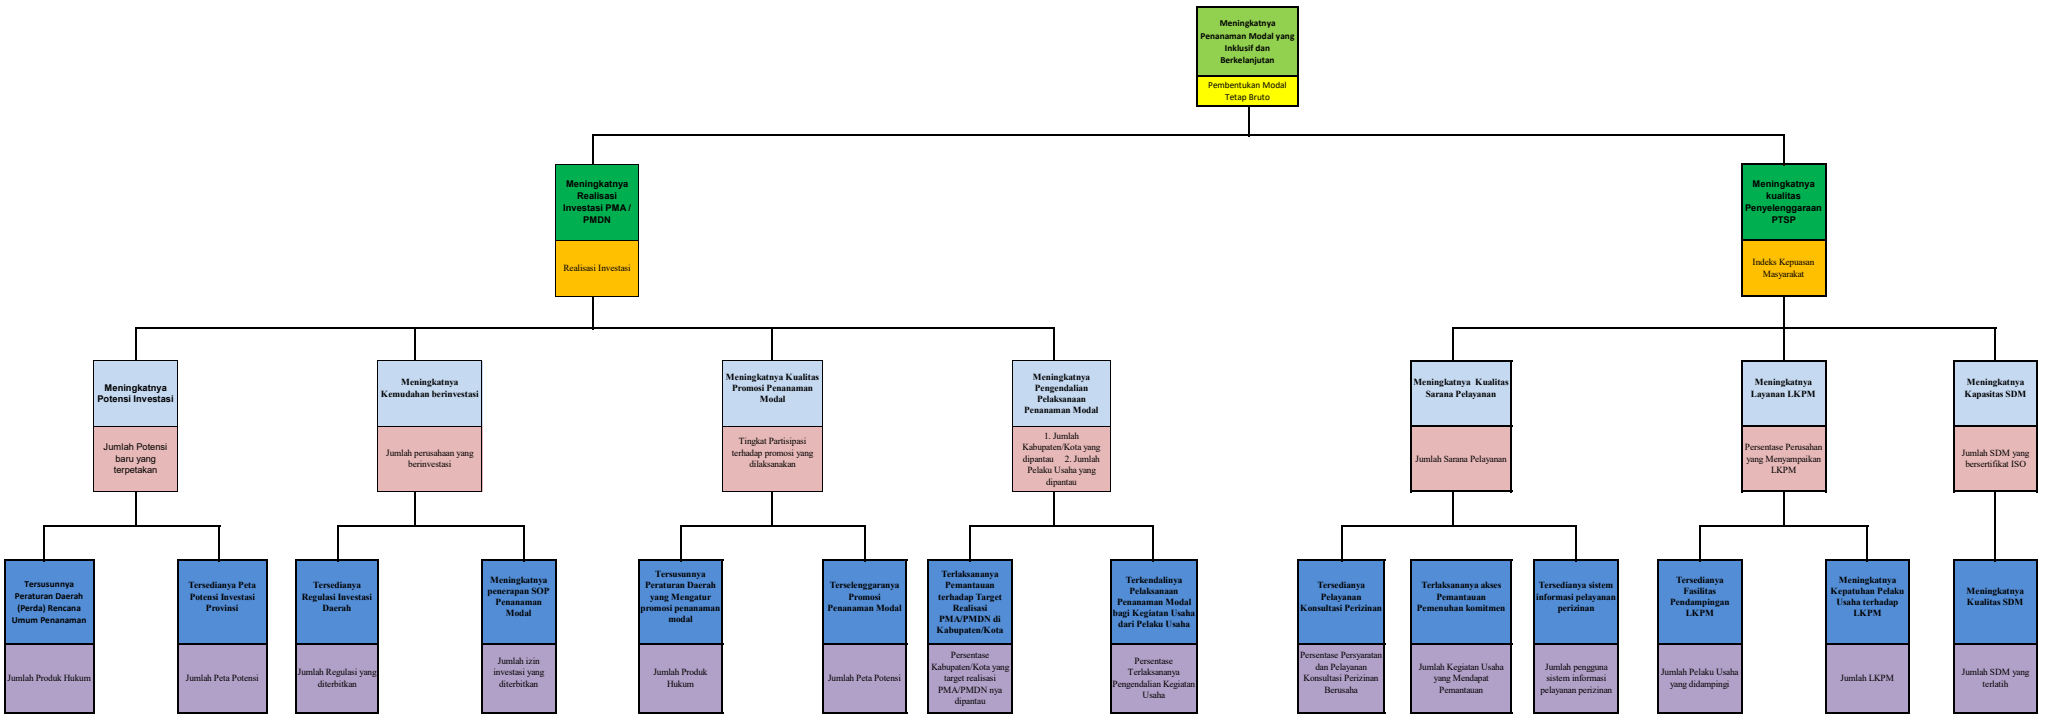 Meningkatnya
Penanaman Modal yang
Inklusif dan
Berkelanjutan
Pembentukan Modal
Tetap Bruto
Meningkatnya
Realisasi
Investasi PMA /
PMDN
Realisasi Investasi
Meningkatnya
kualitas
Penyelenggaraan
PTSP
Indeks Kepuasan
Masyarakat
Meningkatnya
Potensi Investasi
Jumlah Potensi
baru yang
terpetakan
Meningkatnya
Kemudahan berinvestasi
Jumlah perusahaan yang
berinvestasi
Meningkatnya Kualitas
Promosi Penanaman
Modal
Tingkat Partisipasi
terhadap promosi yang
dilaksanakan
Meningkatnya
Pengendalian
Pelaksanaan
Penanaman Modal
1. Jumlah
Kabupaten/Kota yang
dipantau 2. Jumlah
Pelaku Usaha yang
dipantau
Meningkatnya Kualitas
Sarana Pelayanan
Jumlah Sarana Pelayanan
Meningkatnya
Layanan LKPM
Persentase Perusahan
yang Menyampaikan
LKPM
Meningkatnya
Kapasitas SDM
Jumlah SDM yang
bersertifikat ISO
Tersusunnya
Peraturan Daerah
(Perda) Rencana
Umum Penanaman
Jumlah Produk Hukum
Tersedianya Peta
Potensi Investasi
Provinsi
Jumlah Peta Potensi
Tersedianya
Regulasi Investasi
Daerah
Jumlah Regulasi yang
diterbitkan
Meningkatnya
penerapan SOP
Penanaman
Modal
Jumlah izin
investasi yang
diterbitkan
Tersusunnya
Peraturan Daerah
yang Mengatur
promosi penanaman
modal
Jumlah Produk
Hukum
Terselenggaranya
Promosi
Penanaman Modal
Jumlah Peta Potensi
Terlaksananya
Pemantauan
terhadap Target
Realisasi
PMA/PMDN di
Kabupaten/Kota
Persentase
Kabupaten/Kota yang
target realisasi
PMA/PMDN nya
dipantau
Terkendalinya
Pelaksanaan
Penanaman Modal
bagi Kegiatan Usaha
dari Pelaku Usaha
Persentase
Terlaksananya
Pengendalian Kegiatan
Usaha
Tersedianya
Pelayanan
Konsultasi Perizinan
Persentase Persyaratan
dan Pelayanan
Konsultasi Perizinan
Berusaha
Terlaksananya akses
Pemantauan
Pemenuhan komitmen
Jumlah Kegiatan Usaha
yang Mendapat
Pemantauan
Tersedianya sistem
informasi pelayanan
perizinan
Jumlah pengguna
sistem informasi
pelayanan perizinan
Tersedianya
Fasilitas
Pendampingan
LKPM
Jumlah Pelaku Usaha
yang didampingi
Meningkatnya
Kepatuhan Pelaku
Usaha terhadap
LKPM
Jumlah LKPM
Meningkatnya
Kualitas SDM
Jumlah SDM yang
terlatih